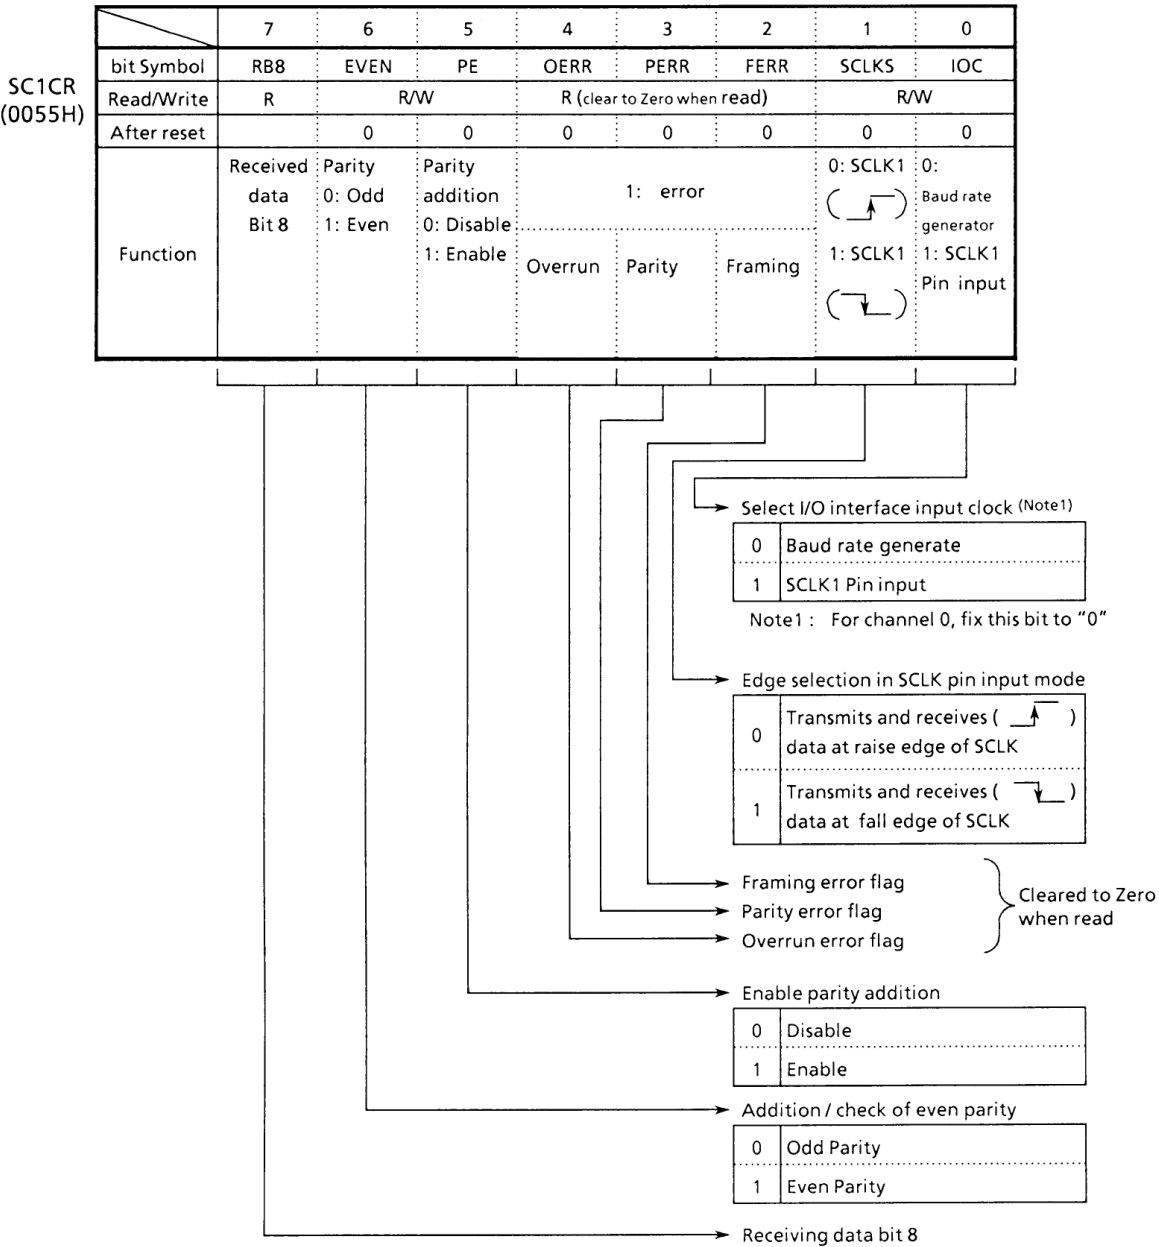 SC1CR
(0055H)
7 6 5 4 3 2 1 0
bit Symbol RB8 EVEN PE OERR PERR FERR SCLKS IOC
Read/Write R R/W R (clear to Zero when read) R/W
After reset 0 0 0 0 0 0 0
Function
Received
data
Bit 8
Parity
0: Odd
1: Even
Parity
addition
0: Disable
1: Enable
1: error
Overrun Parity Framing
0: SCLK1
( )
1: SCLK1
( )
0:
Baud rate
generator
1: SCLK1
Pin input
Select I/O interface input clock (Note1)
0 Baud rate generate
1 SCLK1 Pin input
Note1 : For channel 0, fix this bit to "0"
Edge selection in SCLK pin input mode
0 Transmits and receives ( )
data at raise edge of SCLK
1 Transmits and receives ( )
data at fall edge of SCLK
Framing error flag
Parity error flag
Overrun error flag
Cleared to Zero
when read
Enable parity addition
0 Disable
1 Enable
Addition / check of even parity
0 Odd Parity
1 Even Parity
Receiving data bit 8